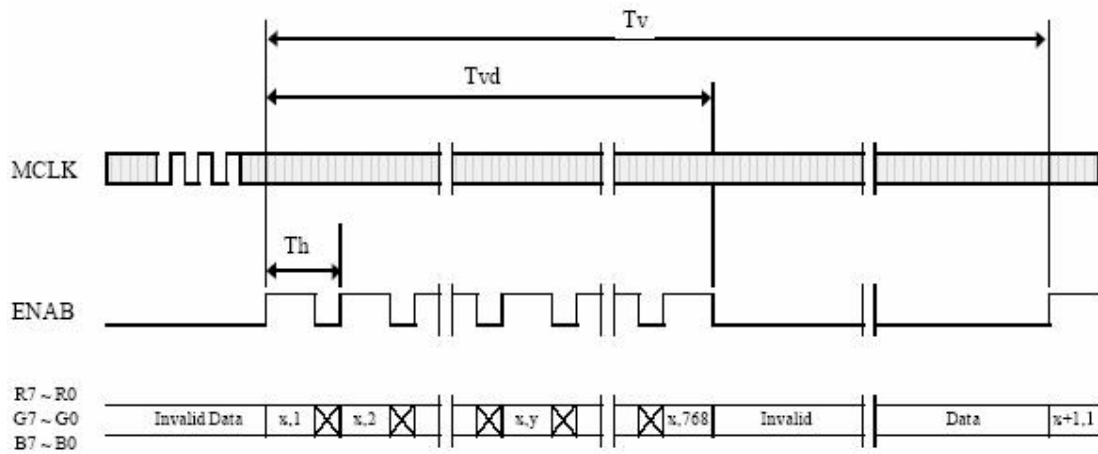 Tv
Tvd
MCLK
Th
ENAB
R7 ~ R0
G7 ~ G0 Invalid Data x,1 x,2 x,y x,768 Invalid Data x+1,1
B7 ~ B0